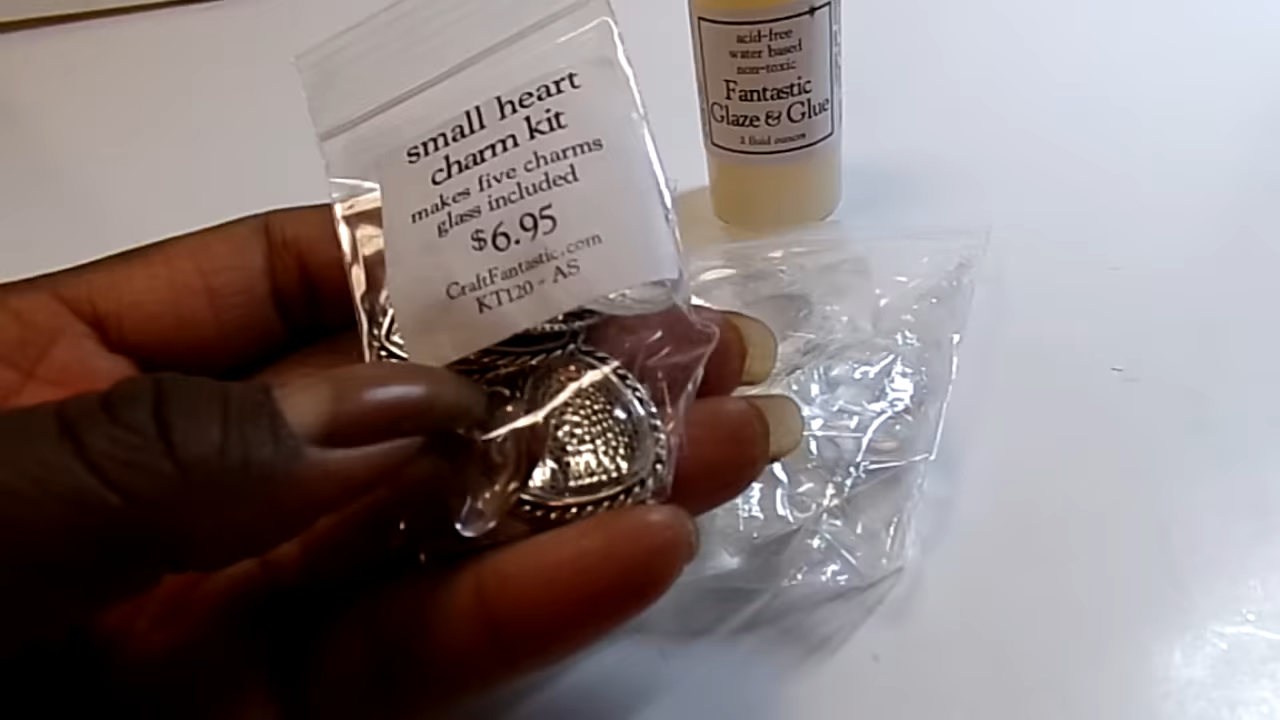 small heart
charm kit
makes five charms
glass included
$6.95
CraftFantastic.com
KT120 - AS
acid-free
water based
non-toxic
Fantastic
Glaze & Glue